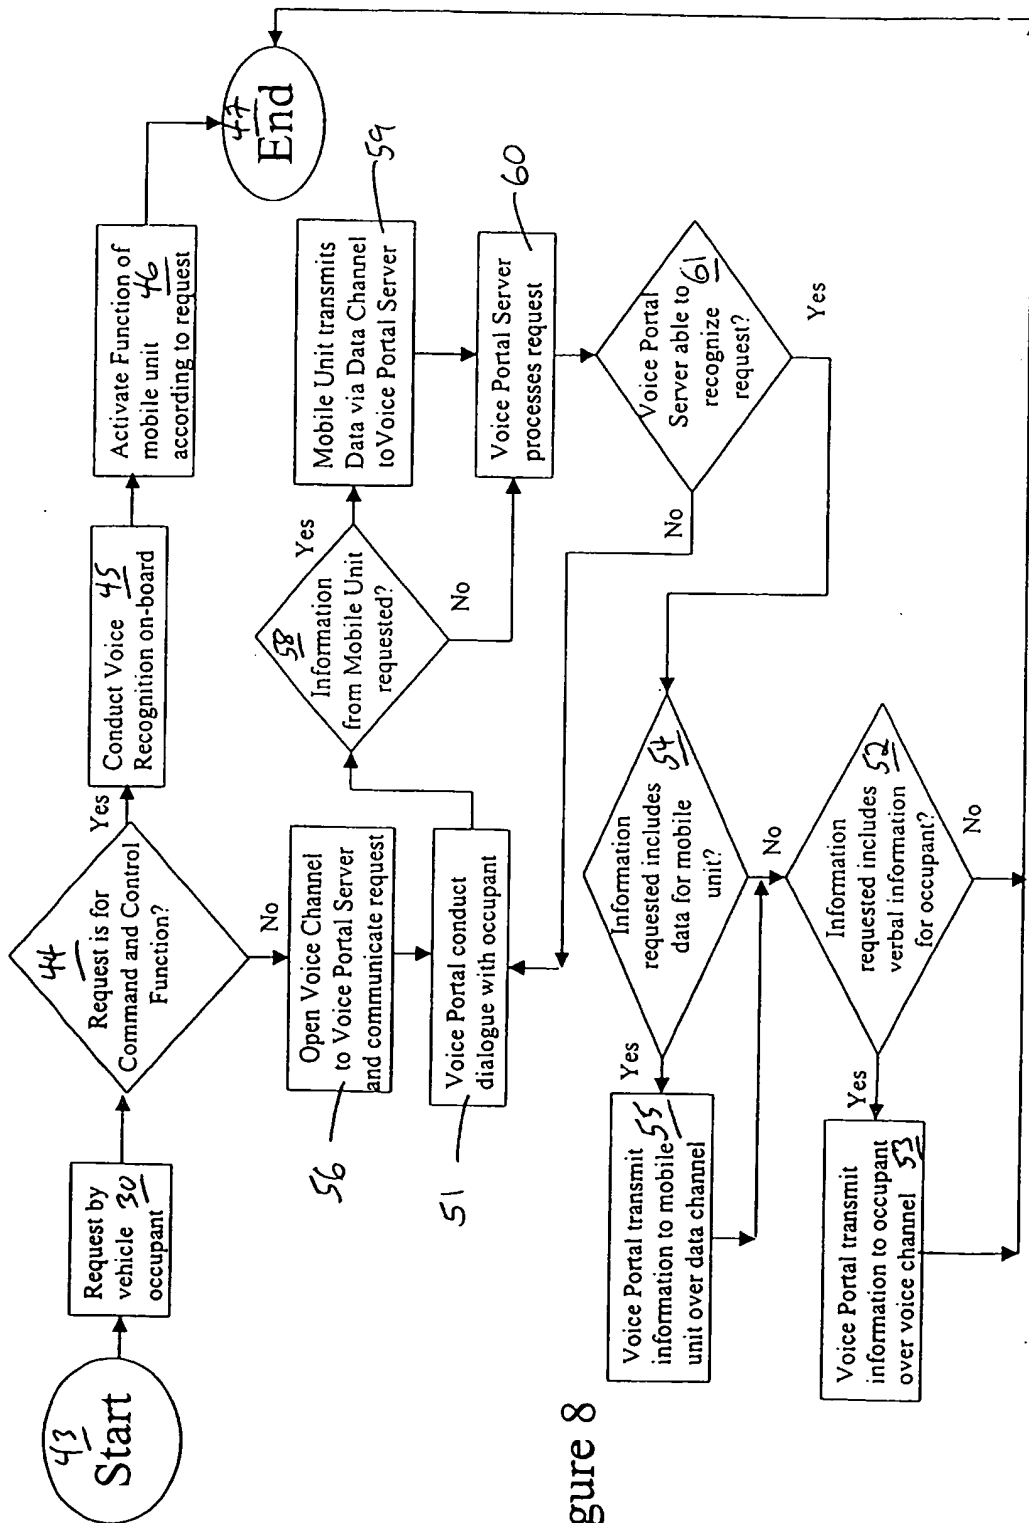 43
Start
Request by
vehicle 30
occupant
44
Request is for
Command and Control
Function?
Yes
Conduct Voice 45
Recognition on-board
Activate Function of
mobile unit 46
according to request
47
End
No
Open Voice Channel
to Voice Portal Server
and communicate request
56
Voice Portal conduct
dialogue with occupant
51
58
Information
from Mobile Unit
requested?
Yes
Mobile Unit transmits
Data via Data Channel
to Voice Portal Server
59
No
Voice Portal Server
processes request
60
Voice Portal
Server able to 61
recognize
request?
No
Yes
Information
requested includes 54
data for mobile
unit?
Yes
Voice Portal transmit
information to mobile 55
unit over data channel
No
Information
requested includes 52
verbal information
for occupant?
Yes
Voice Portal transmit
information to occupant
over voice channel 53
No
gure 8